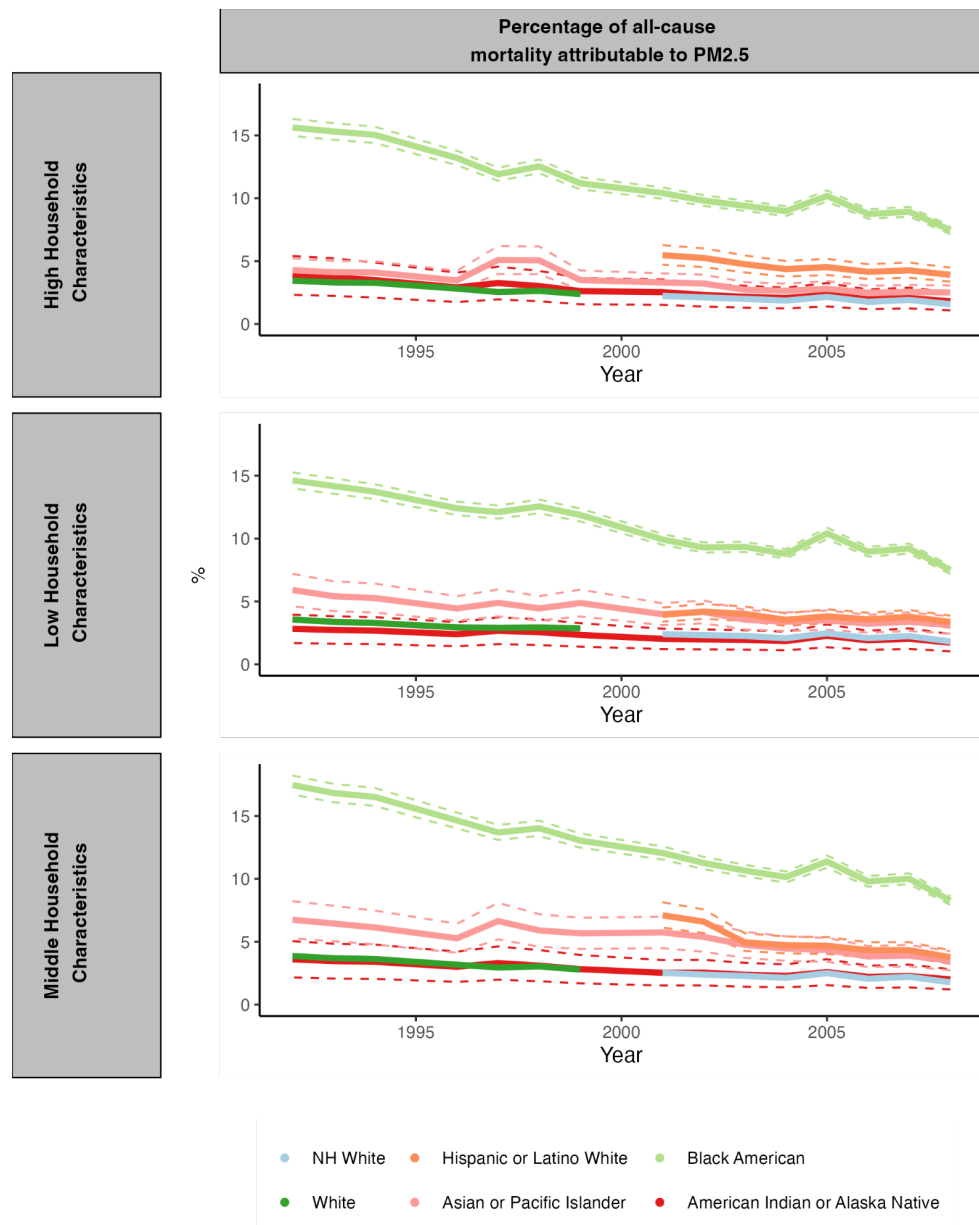 Percentage of all-cause
mortality attributable to PM2.5
High Household
Characteristics
15
10
5
0
1995 2000 2005
Year
Low Household
Characteristics
%
15
10
5
0
1995 2000 2005
Year
Middle Household
Characteristics
15
10
5
0
1995 2000 2005
Year
NH White Hispanic or Latino White Black American
White Asian or Pacific Islander American Indian or Alaska Native